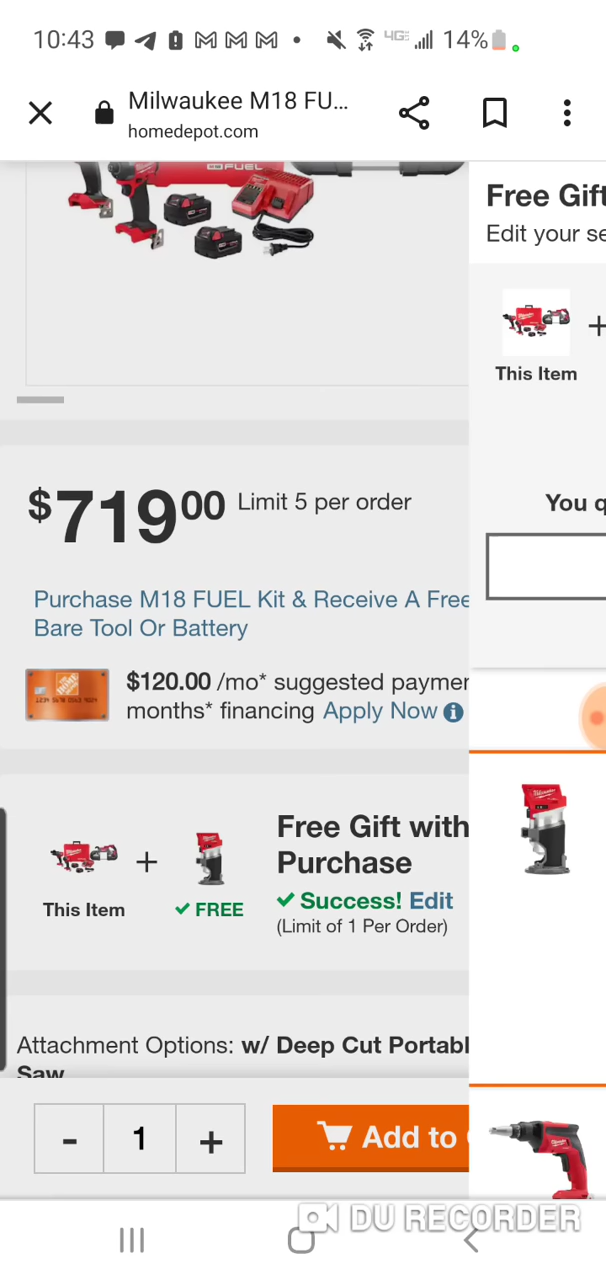 10:43
4GE
14%
Milwaukee M18 FU...
homedepot.com
FUEL
Free Gift
Edit your se
This Item
You q
$719 00 Limit 5 per order
Purchase M18 FUEL Kit & Receive A Free
Bare Tool Or Battery
$120.00 /mo* suggested paymen
months* financing Apply Now
This Item
+
FREE
Free Gift with
Purchase
Success! Edit
(Limit of 1 Per Order)
Attachment Options: w/ Deep Cut Portabl
Saw
- 1 +
Add to
DU RECORDER